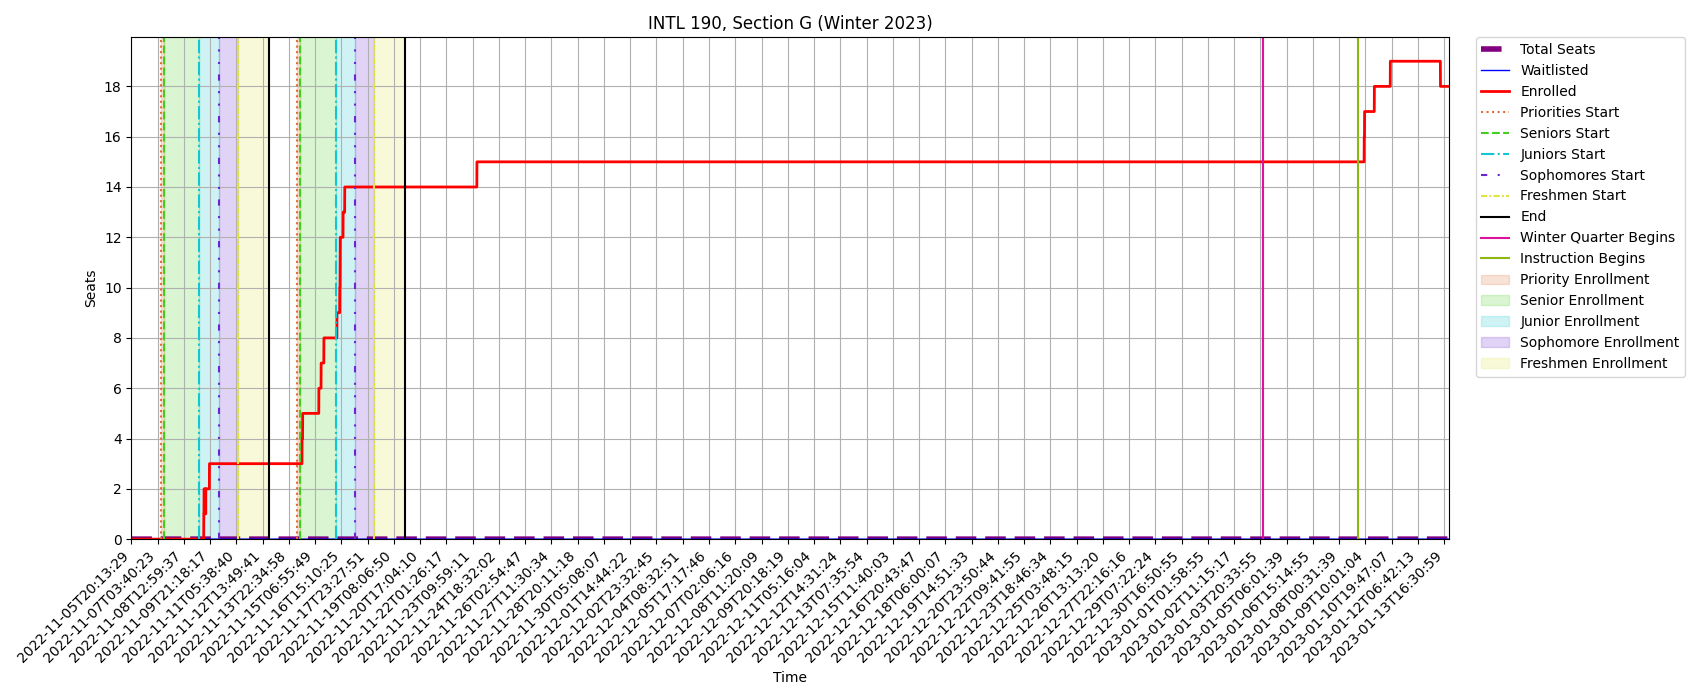 INTL 190, Section G (Winter 2023)
Seats
18
16
14
12
10
8
6
4
2
0
2022-11-05T20:13:29
2022-11-07T03:40:23
2022-11-08T12:59:37
2022-11-09T21:18:17
2022-11-11T05:38:40
2022-11-12T13:49:41
2022-11-13T22:34:58
2022-11-15T06:55:49
2022-11-16T15:10:25
2022-11-17T23:27:51
2022-11-19T08:06:50
2022-11-20T17:04:10
2022-11-22T01:26:17
2022-11-23T09:59:11
2022-11-24T18:32:02
2022-11-26T02:54:47
2022-11-27T11:30:34
2022-11-28T20:11:18
2022-11-30T05:08:07
2022-12-01T14:44:22
2022-12-02T23:32:45
2022-12-04T08:32:51
2022-12-05T17:17:46
2022-12-07T02:06:16
2022-12-08T11:20:09
2022-12-09T20:18:19
2022-12-11T05:16:04
2022-12-12T14:31:24
2022-12-13T07:35:54
2022-12-15T11:40:03
2022-12-16T20:43:47
2022-12-18T06:00:07
2022-12-19T14:51:33
2022-12-20T23:50:44
2022-12-22T09:41:55
2022-12-23T18:46:34
2022-12-25T03:48:15
2022-12-26T13:13:20
2022-12-27T22:16:16
2022-12-29T07:22:24
2022-12-30T16:50:55
2023-01-01T01:58:55
2023-01-02T11:15:17
2023-01-03T20:33:55
2023-01-05T06:01:39
2023-01-06T15:14:55
2023-01-08T00:31:39
2023-01-09T10:01:04
2023-01-10T19:47:07
2023-01-12T06:42:13
2023-01-13T16:30:59
Time
Total Seats
Waitlisted
Enrolled
Priorities Start
Seniors Start
Juniors Start
Sophomores Start
Freshmen Start
End
Winter Quarter Begins
Instruction Begins
Priority Enrollment
Senior Enrollment
Junior Enrollment
Sophomore Enrollment
Freshmen Enrollment